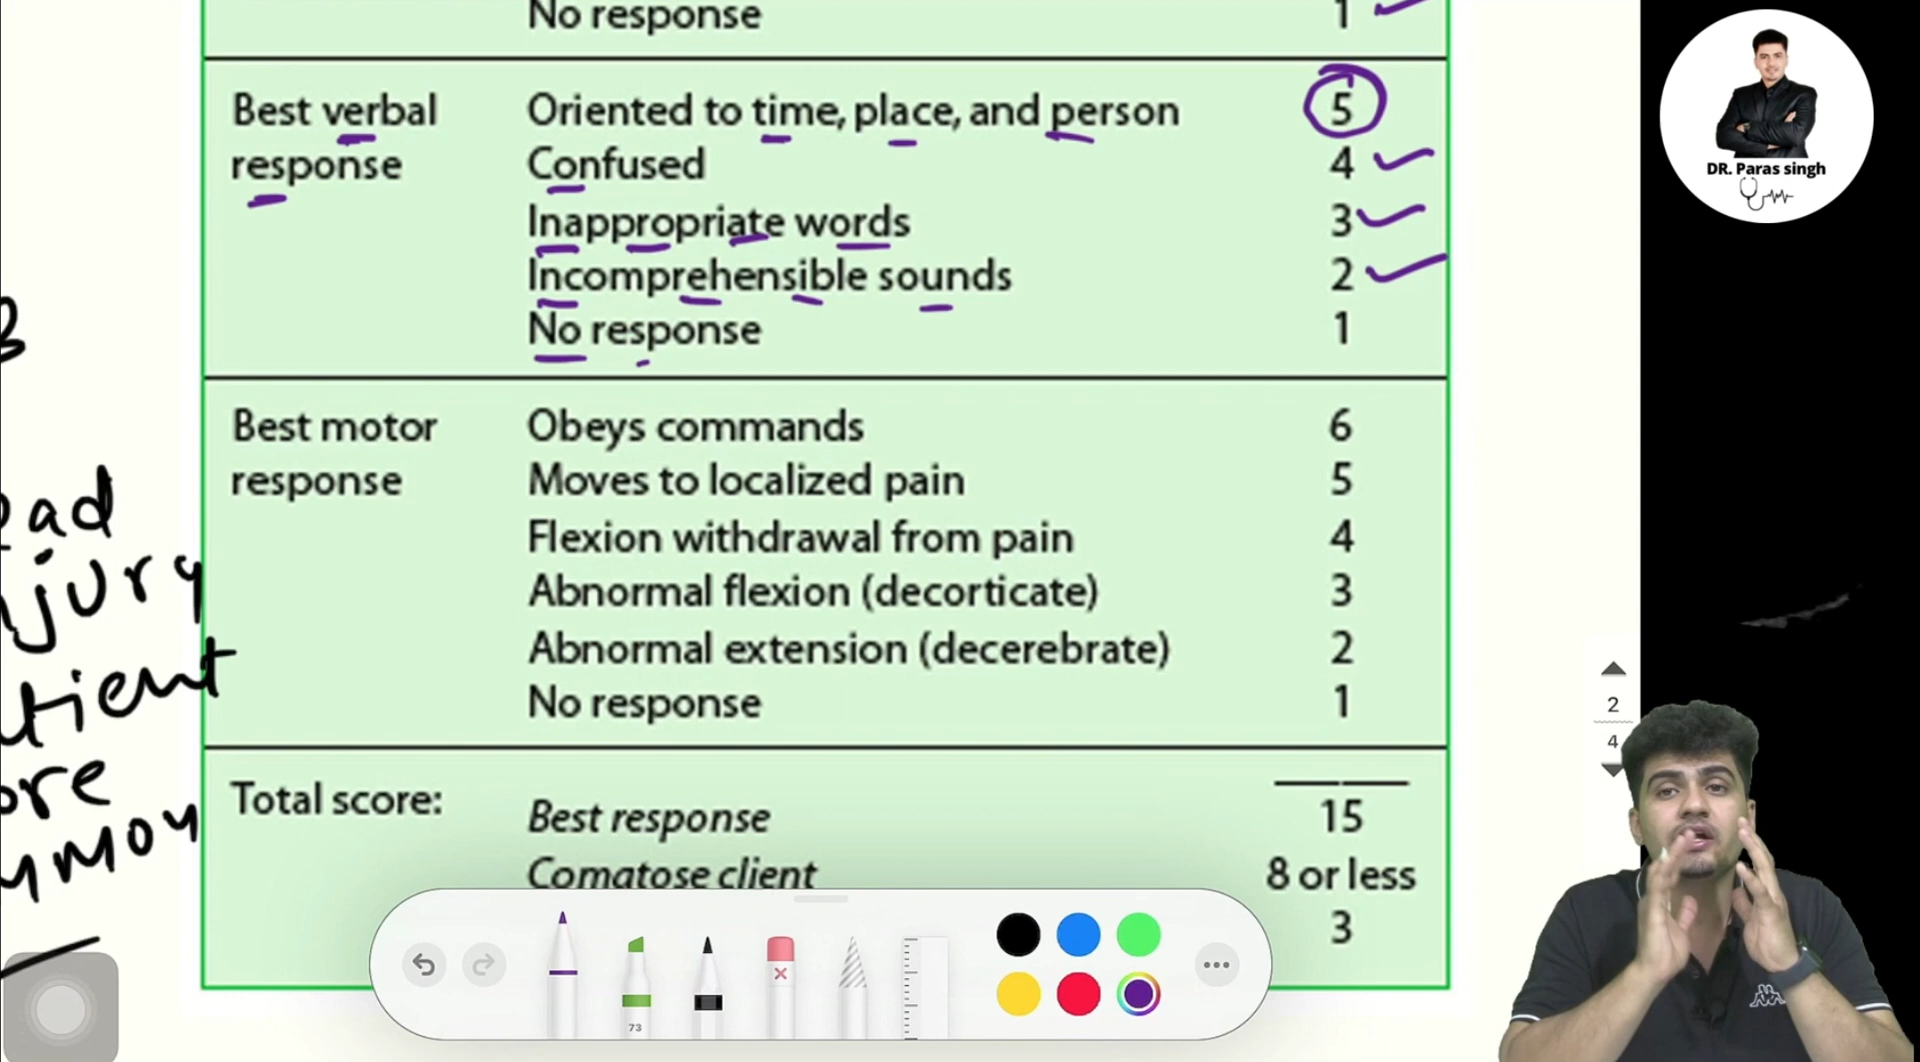 No response 1
Best verbal Oriented to time, place, and person 5
response Confused 4
Inappropriate words 3
Incomprehensible sounds 2
No response 1
Best motor Obeys commands 6
response Moves to localized pain 5
Flexion withdrawal from pain 4
Abnormal flexion (decorticate) 3
Abnormal extension (decerebrate) 2
No response 1
Total score: Best response 15
Comatose client 8 or less
3
73
DR. Paras singh
2
4